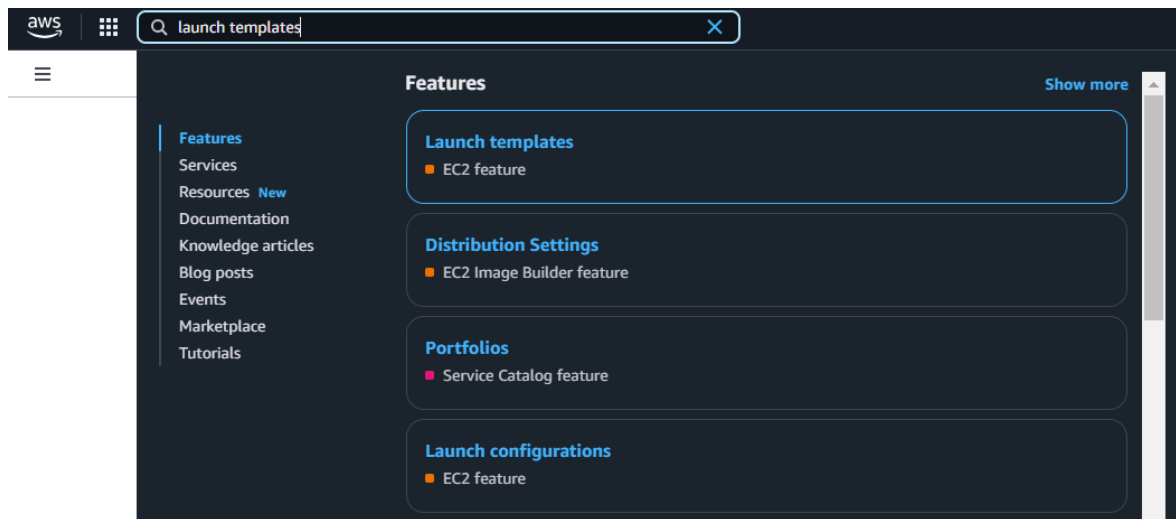 aws
launch templates
Features
Show more
Features
Services
Resources New
Documentation
Knowledge articles
Blog posts
Events
Marketplace
Tutorials
Launch templates
EC2 feature
Distribution Settings
EC2 Image Builder feature
Portfolios
Service Catalog feature
Launch configurations
EC2 feature